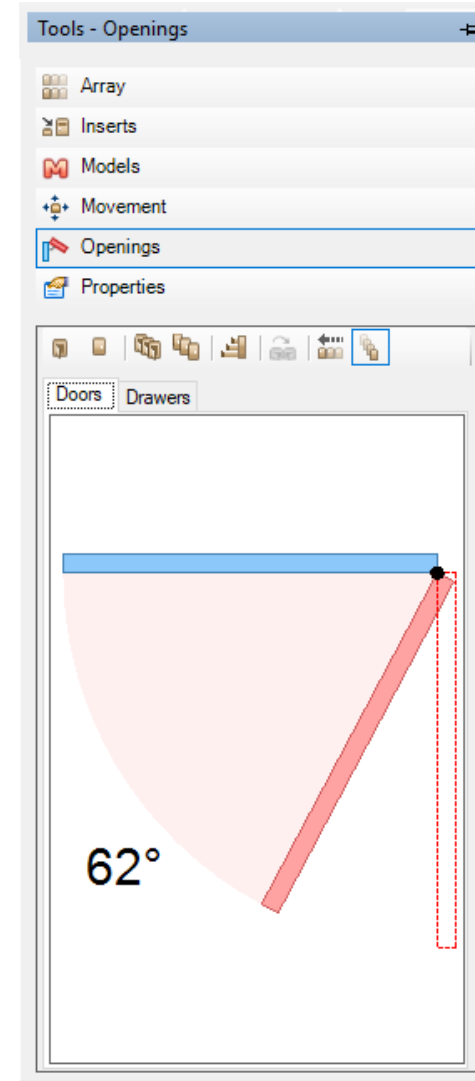 Tools - Openings
Array
Inserts
Models
Movement
Openings
Properties
Doors Drawers
62°